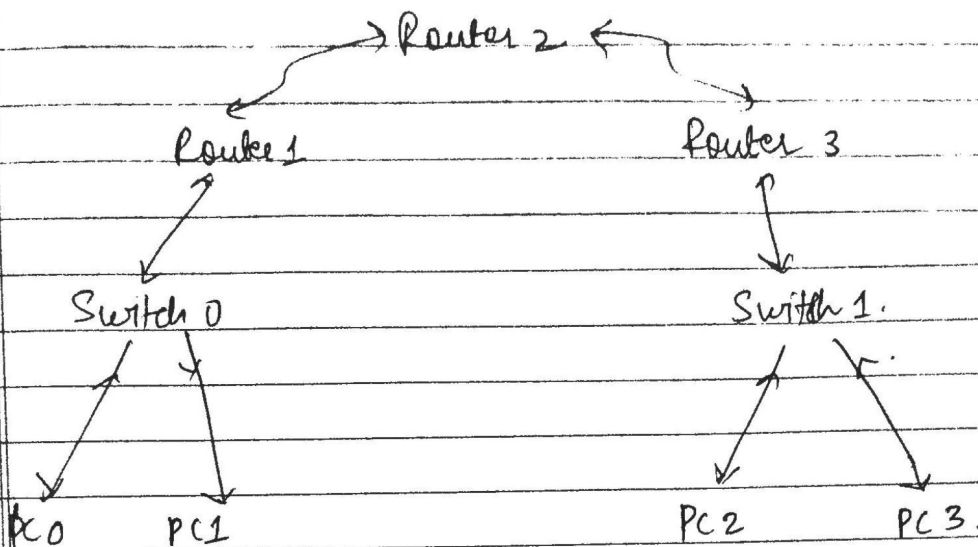 Router 2
Router 1 Router 3
Switch 0 Switch 1.
PC0 PC1 PC2 PC3.